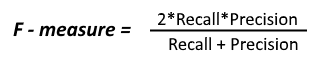 F - measure = 2*Recall*Precision
Recall + Precision